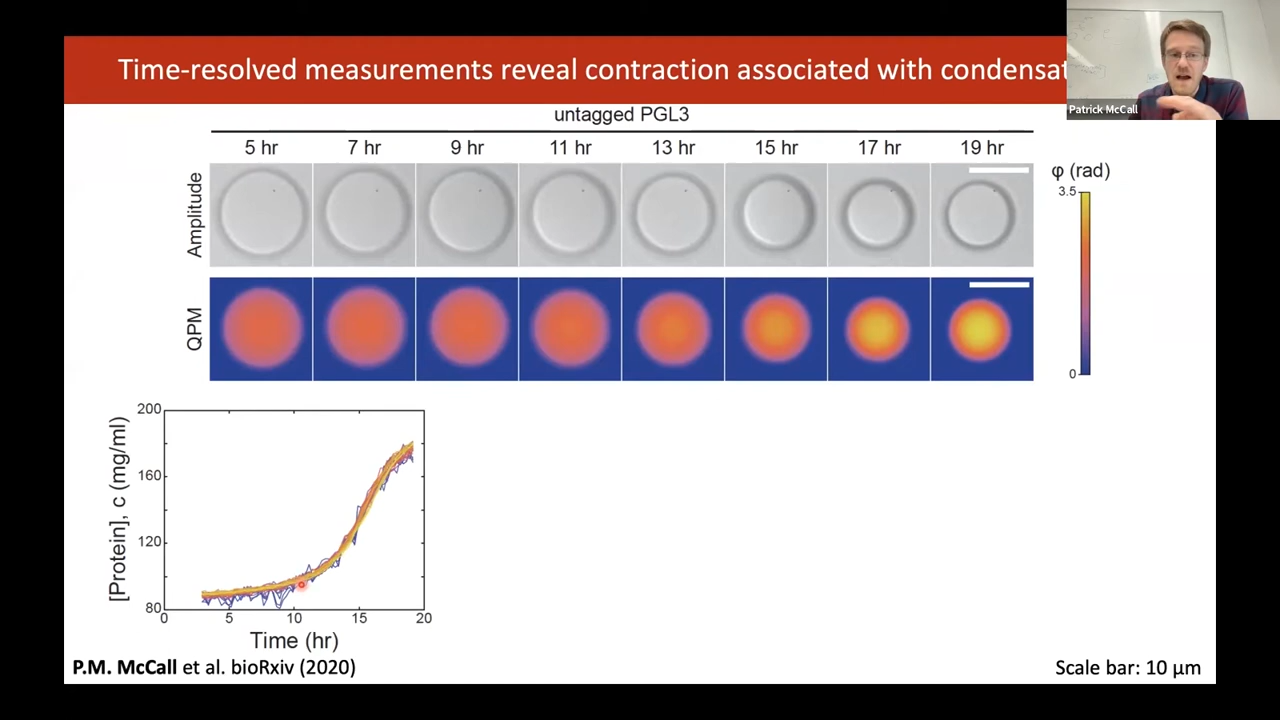 Time-resolved measurements reveal contraction associated with
Patrick McCall
untagged PGL3
5 hr 7 hr 9 hr 11 hr 13 hr 15 hr 17 hr 19 hr
Amplitude
φ (rad)
3.5
0
QPM
[Protein], c (mg/ml)
200
160
120
80
0 5 10 15 20
Time (hr)
P.M. McCall et al. bioRxiv (2020)
Scale bar: 10 μm